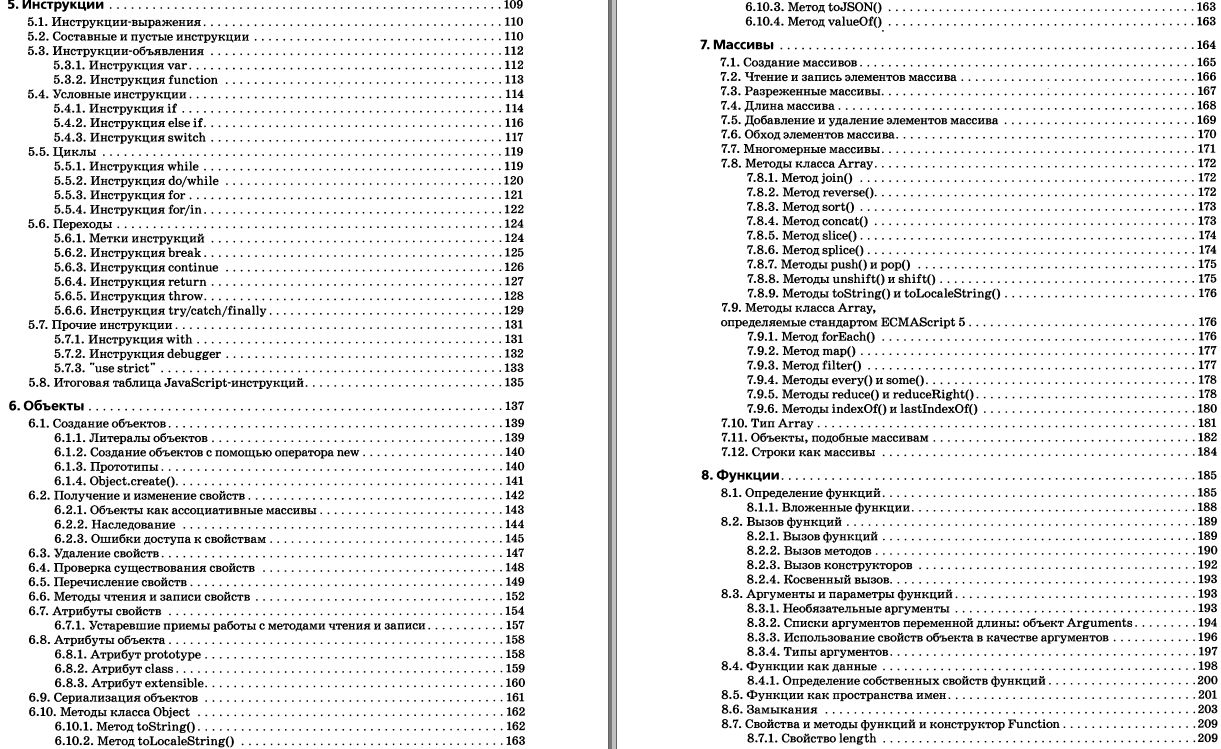 5. Инструкции ... 109
5.1. Инструкции-выражения ... 110
5.2. Составные и пустые инструкции ... 110
5.3. Инструкции-объявления ... 112
5.3.1. Инструкция var ... 112
5.3.2. Инструкция function ... 113
5.4. Условные инструкции ... 114
5.4.1. Инструкция if ... 114
5.4.2. Инструкция else if ... 116
5.4.3. Инструкция switch ... 117
5.5. Циклы ... 119
5.5.1. Инструкция while ... 119
5.5.2. Инструкция do/while ... 120
5.5.3. Инструкция for ... 121
5.5.4. Инструкция for/in ... 122
5.6. Переходы ... 124
5.6.1. Метки инструкций ... 124
5.6.2. Инструкция break ... 125
5.6.3. Инструкция continue ... 126
5.6.4. Инструкция return ... 127
5.6.5. Инструкция throw ... 128
5.6.6. Инструкция try/catch/finally ... 129
5.7. Прочие инструкции ... 131
5.7.1. Инструкция with ... 131
5.7.2. Инструкция debugger ... 132
5.7.3. "use strict" ... 133
5.8. Итоговая таблица JavaScript-инструкций ... 135
6. Объекты ... 137
6.1. Создание объектов ... 139
6.1.1. Литералы объектов ... 139
6.1.2. Создание объектов с помощью оператора new ... 140
6.1.3. Прототипы ... 140
6.1.4. Object.create() ... 141
6.2. Получение и изменение свойств ... 142
6.2.1. Объекты как ассоциативные массивы ... 143
6.2.2. Наследование ... 144
6.2.3. Ошибки доступа к свойствам ... 145
6.3. Удаление свойств ... 147
6.4. Проверка существования свойств ... 148
6.5. Перечисление свойств ... 149
6.6. Методы чтения и записи свойств ... 152
6.7. Атрибуты свойств ... 154
6.7.1. Устаревшие приемы работы с методами чтения и записи ... 157
6.8. Атрибуты объекта ... 158
6.8.1. Атрибут prototype ... 158
6.8.2. Атрибут class ... 159
6.8.3. Атрибут extensible ... 160
6.9. Сериализация объектов ... 161
6.10. Методы класса Object ... 162
6.10.1. Метод toString() ... 162
6.10.2. Метод toLocaleString() ... 163
6.10.3. Метод toJSON() ... 163
6.10.4. Метод valueOf() ... 163
7. Массивы ... 164
7.1. Создание массивов ... 165
7.2. Чтение и запись элементов массива ... 166
7.3. Разреженные массивы ... 167
7.4. Длина массива ... 168
7.5. Добавление и удаление элементов массива ... 169
7.6. Обход элементов массива ... 170
7.7. Многомерные массивы ... 171
7.8. Методы класса Array ... 172
7.8.1. Метод join() ... 172
7.8.2. Метод reverse() ... 172
7.8.3. Метод sort() ... 173
7.8.4. Метод concat() ... 173
7.8.5. Метод slice() ... 174
7.8.6. Метод splice() ... 174
7.8.7. Методы push() и pop() ... 175
7.8.8. Методы unshift() и shift() ... 175
7.8.9. Методы toString() и toLocaleString() ... 176
7.9. Методы класса Array,
определяемые стандартом ECMAScript 5 ... 176
7.9.1. Метод forEach() ... 176
7.9.2. Метод map() ... 177
7.9.3. Метод filter() ... 177
7.9.4. Методы every() и some() ... 178
7.9.5. Методы reduce() и reduceRight() ... 178
7.9.6. Методы indexOf() и lastIndexOf() ... 180
7.10. Тип Array ... 181
7.11. Объекты, подобные массивам ... 182
7.12. Строки как массивы ... 184
8. Функции ... 185
8.1. Определение функций ... 185
8.1.1. Вложенные функции ... 188
8.2. Вызов функций ... 189
8.2.1. Вызов функций ... 189
8.2.2. Вызов методов ... 190
8.2.3. Вызов конструкторов ... 192
8.2.4. Косвенный вызов ... 193
8.3. Аргументы и параметры функций ... 193
8.3.1. Необязательные аргументы ... 193
8.3.2. Списки аргументов переменной длины: объект Arguments ... 194
8.3.3. Использование свойств объекта в качестве аргументов ... 196
8.3.4. Типы аргументов ... 197
8.4. Функции как данные ... 198
8.4.1. Определение собственных свойств функций ... 200
8.5. Функции как пространства имен ... 201
8.6. Замыкания ... 203
8.7. Свойства и методы функций и конструктор Function ... 209
8.7.1. Свойство length ... 209